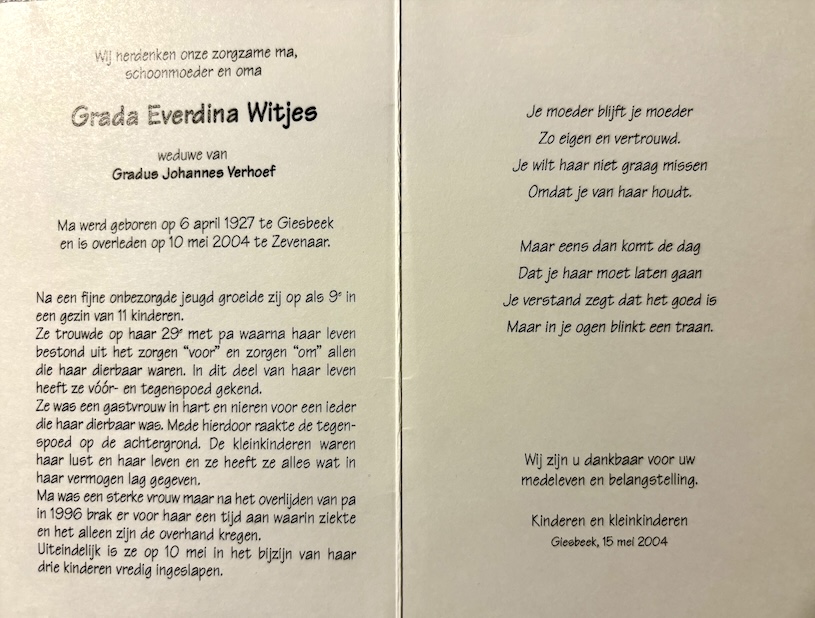 Wij herdenken onze zorgzame ma,
schoonmoeder en oma
Grada Everdina Witjes
weduwe van
Gradus Johannes Verhoef
Ma werd geboren op 6 april 1927 te Giesbeek
en is overleden op 10 mei 2004 te Zevenaar.
Na een fijne onbezorgde jeugd groeide zij op als 9e in
een gezin van 11 kinderen.
Ze trouwde op haar 29e met pa waarna haar leven
bestond uit het zorgen “voor” en zorgen “om” allen
die haar dierbaar waren. In dit deel van haar leven
heeft ze vóór- en tegenspoed gekend.
Ze was een gastvrouw in hart en nieren voor een ieder
die haar dierbaar was. Mede hierdoor raakte de tegen-
spoed op de achtergrond. De kleinkinderen waren
haar lust en haar leven en ze heeft ze alles wat in
haar vermogen lag gegeven.
Ma was een sterke vrouw maar na het overlijden van pa
in 1996 brak er voor haar een tijd aan waarin ziekte
en het alleen zijn de overhand kregen.
Uiteindelijk is ze op 10 mei in het bijzijn van haar
drie kinderen vredig ingeslapen.
Je moeder blijft je moeder
Zo eigen en vertrouwd.
Je wilt haar niet graag missen
Omdat je van haar houdt.
Maar eens dan komt de dag
Dat je haar moet laten gaan
Je verstand zegt dat het goed is
Maar in je ogen blinkt een traan.
Wij zijn u dankbaar voor uw
medeleven en belangstelling.
Kinderen en kleinkinderen
Giesbeek, 15 mei 2004